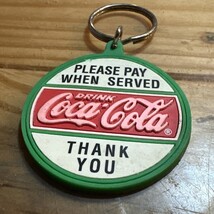 PLEASE PAY
WHEN SERVED
DRINK
Coca-Cola®
THANK
YOU